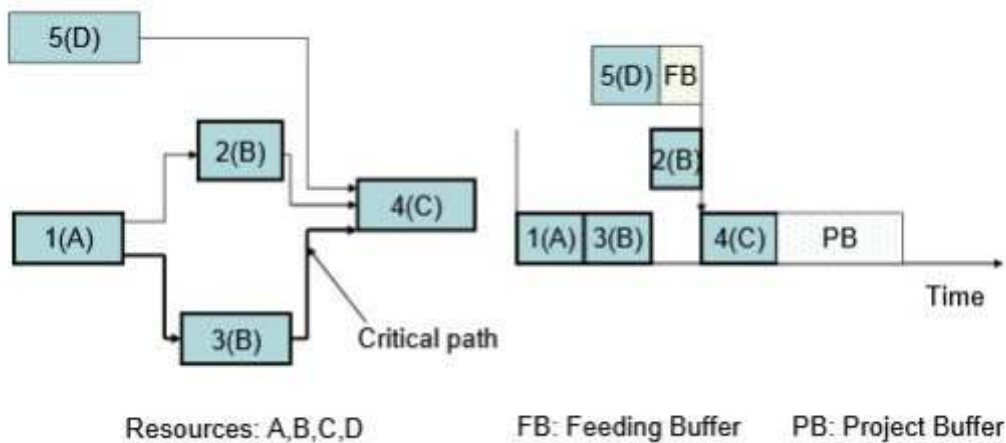 5(D)
2(B)
1(A)
4(C)
3(B)
Critical path
Resources: A,B,C,D
5(D) FB
2(B)
1(A) 3(B) 4(C) PB
Time
FB: Feeding Buffer PB: Project Buffer